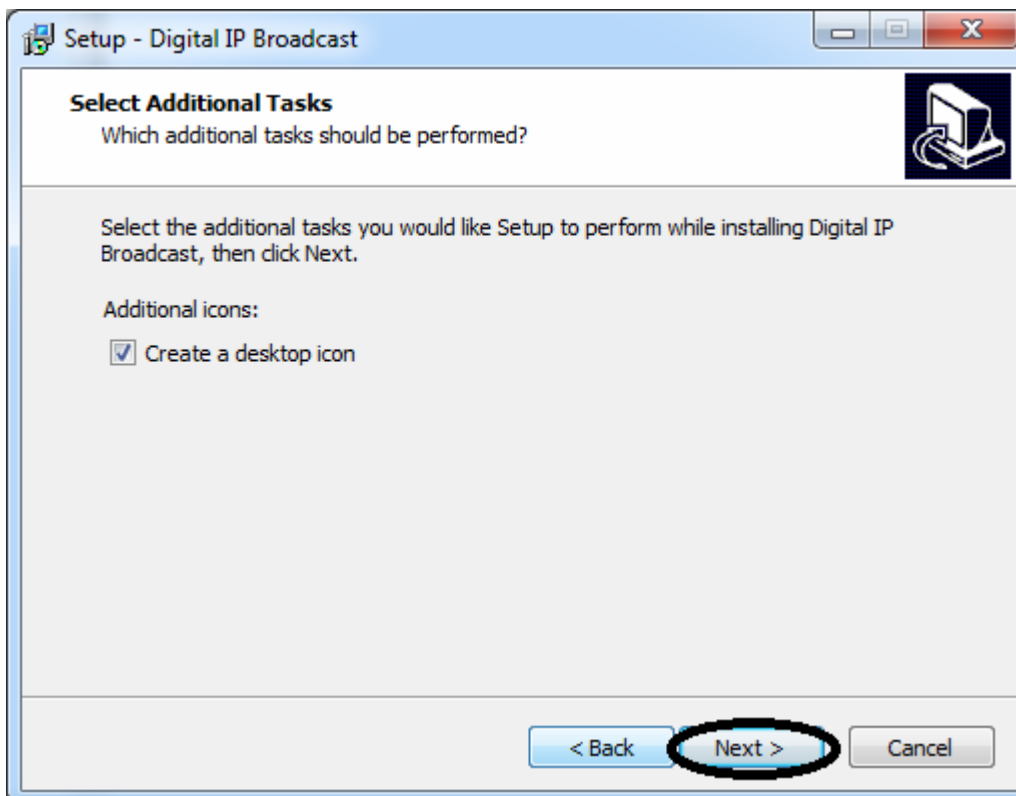 Setup - Digital IP Broadcast
Select Additional Tasks
Which additional tasks should be performed?
Select the additional tasks you would like Setup to perform while installing Digital IP
Broadcast, then click Next.
Additional icons:
Create a desktop icon
< Back Next > Cancel